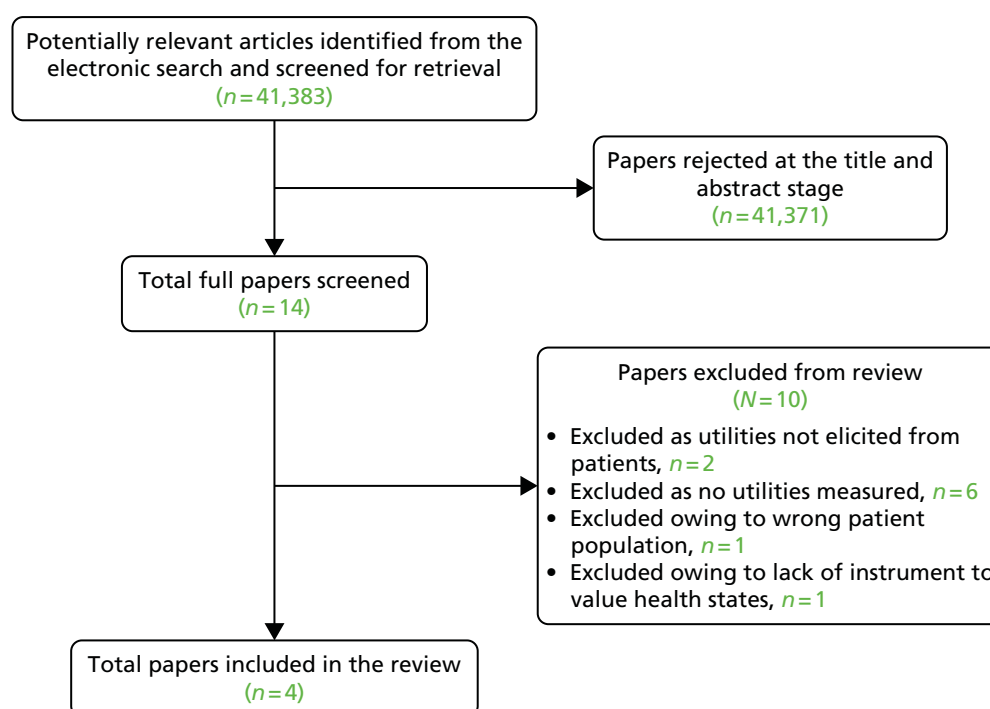 Potentially relevant articles identified from the
electronic search and screened for retrieval
(n=41,383)
Papers rejected at the title and
abstract stage
(n=41,371)
Total full papers screened
(n=14)
Papers excluded from review
(N=10)
• Excluded as utilities not elicited from
patients, n=2
• Excluded as no utilities measured, n=6
• Excluded owing to wrong patient
population, n=1
• Excluded owing to lack of instrument to
value health states, n=1
Total papers included in the review
(n=4)